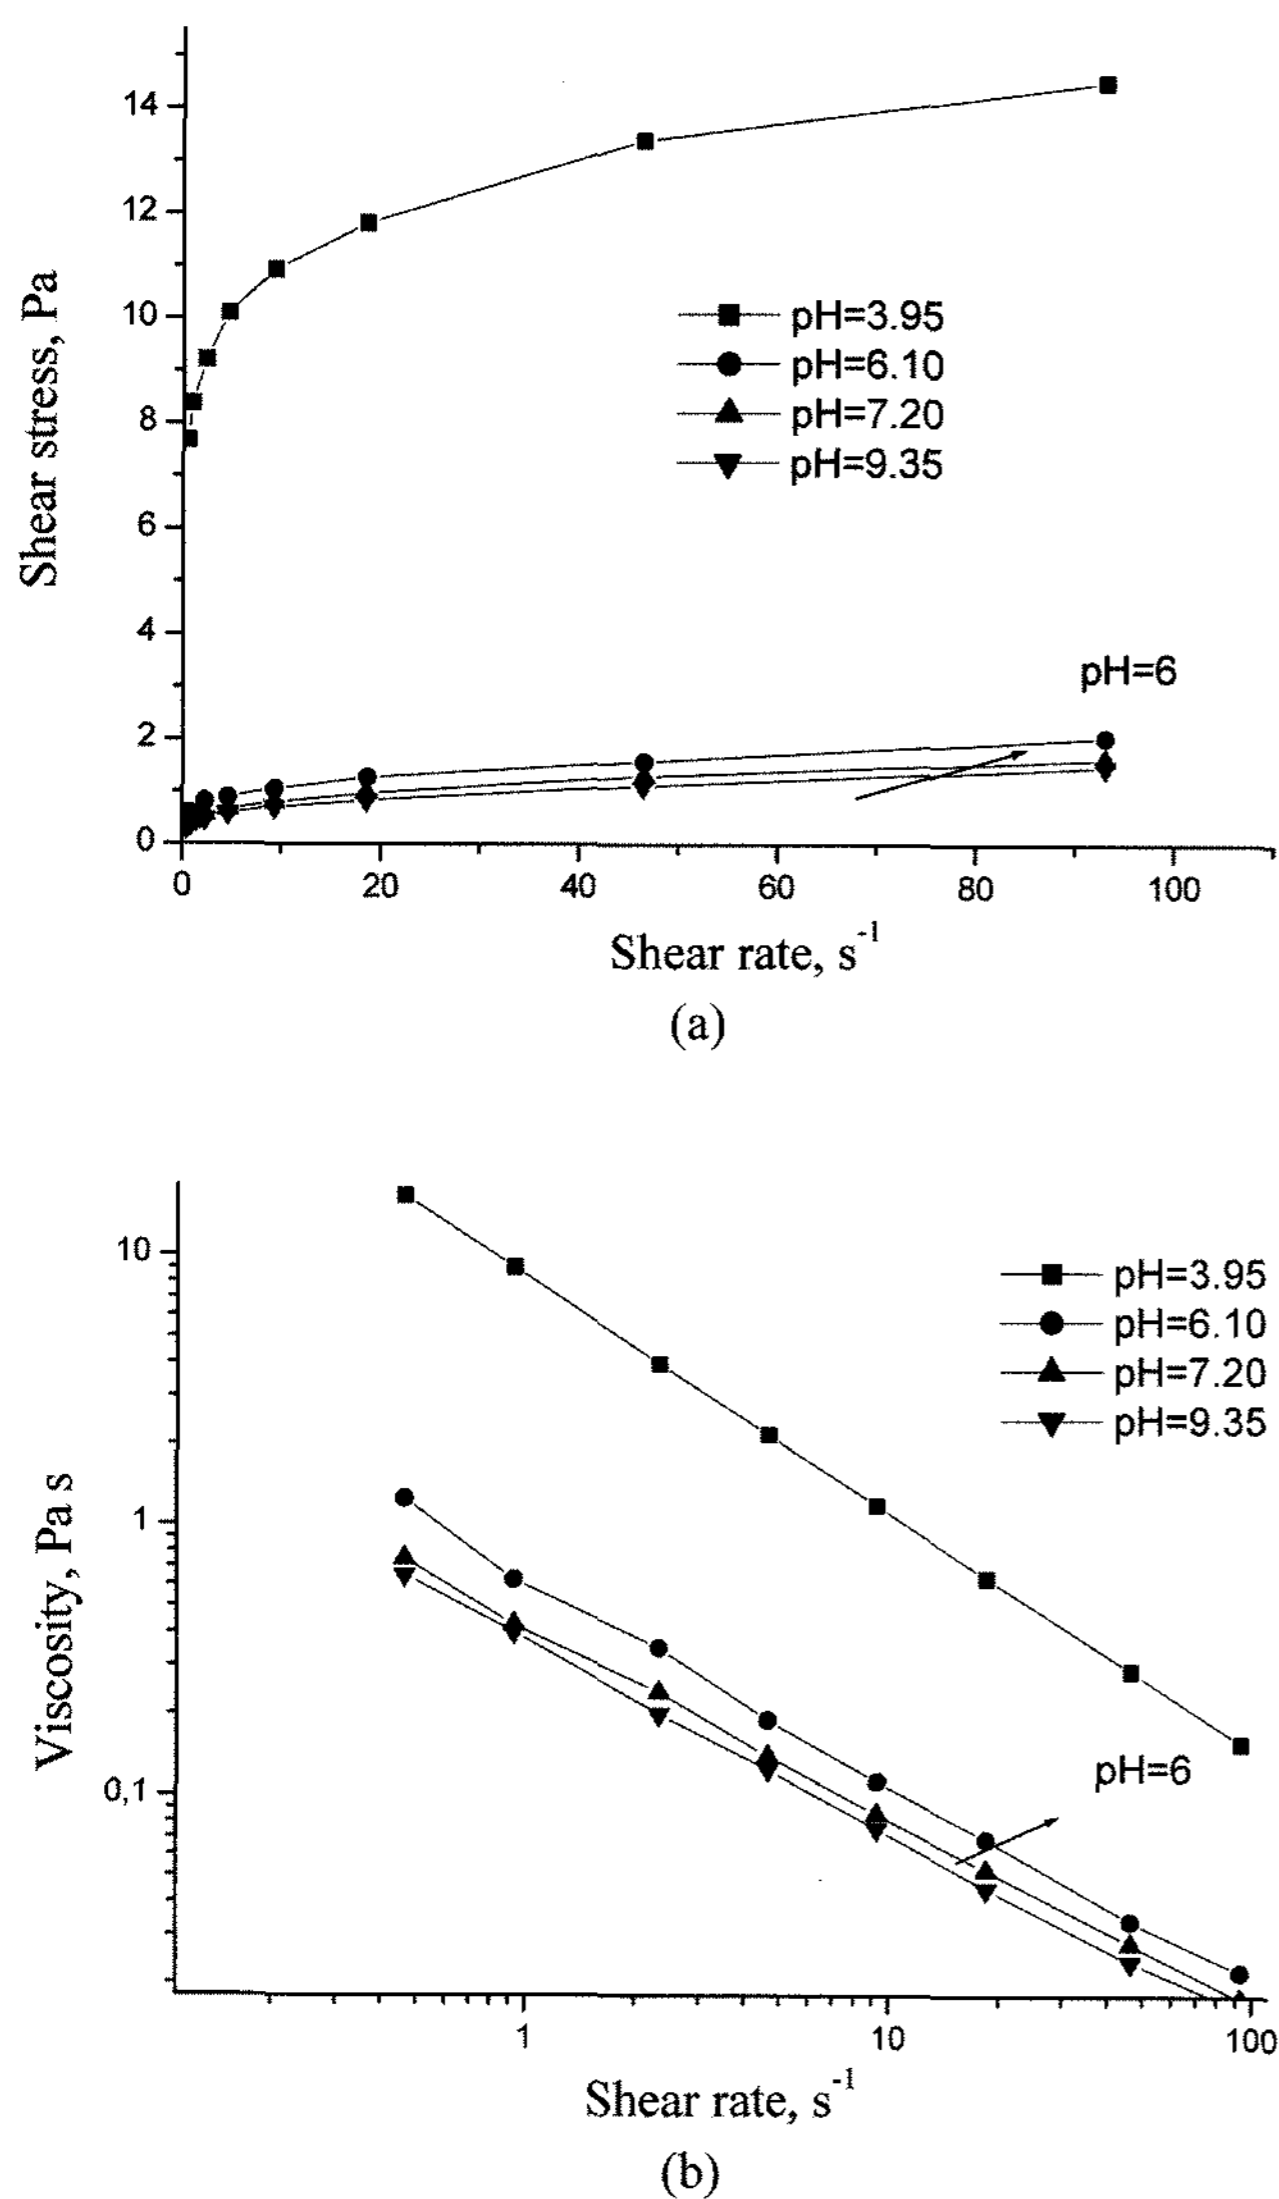 14
12
10
8
6
4
2
0
Shear stress, Pa
pH=3.95
pH=6.10
pH=7.20
pH=9.35
pH=6
0 20 40 60 80 100
Shear rate, s-1
(a)
10
1
0,1
Viscosity, Pa s
pH=3.95
pH=6.10
pH=7.20
pH=9.35
pH=6
1 10 100
Shear rate, s-1
(b)